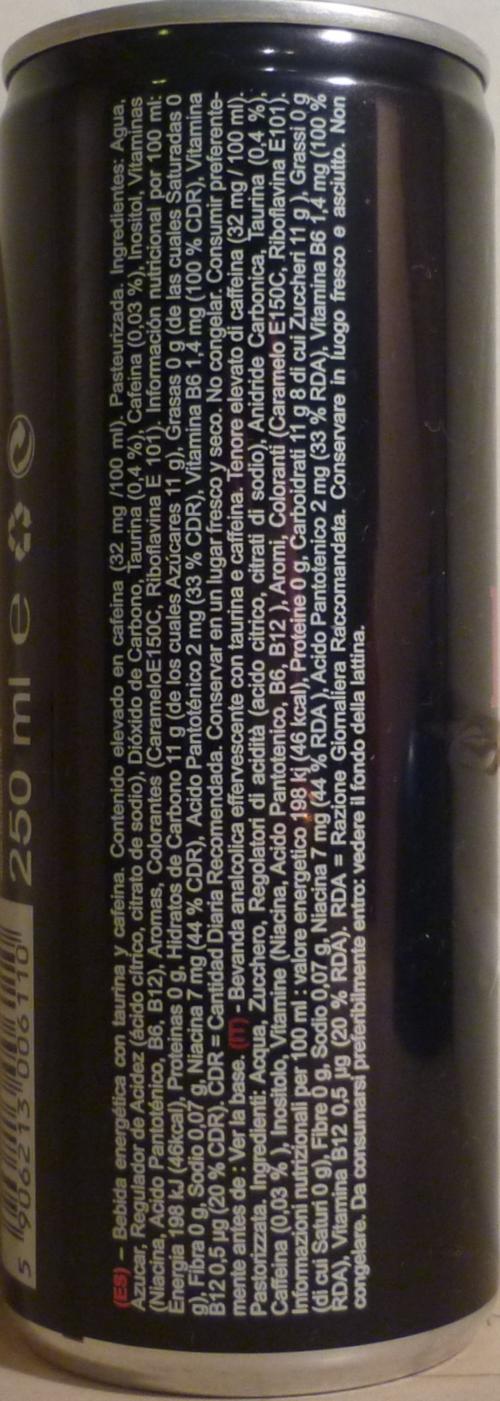 5 906213 006110
250 ml e
(ES) – Bebida energética con taurina y cafeína. Contenido elevado en cafeína (32 mg /100 ml). Pasteurizada. Ingredientes: Agua,
Azucar, Regulador de Acidez (ácido cítrico, citrato de sodio), Dióxido de Carbono, Taurina (0,4 %), Cafeína (0,03 %), Inositol, Vitaminas
(Niacina, Acido Pantoténico, B6, B12), Aromas, Colorantes (CarameloE150C, Riboflavina E 101). Infomación nutricional por 100 ml:
Energía 198 kJ (46kcal), Proteínas 0 g, Hidratos de Carbono 11 g (de los cuales Azúcares 11 g), Grasas 0 g (de las cuales Saturadas 0
g), Fibra 0 g, Sodio 0,07 g, Niacina 7 mg (44 % CDR), Acido Pantoténico 2 mg (33 % CDR), Vitamina B6 1,4 mg (100 % CDR), Vitamina
B12 0,5 µg (20 % CDR), CDR = Cantidad Diaria Recomendada. Conservar en un lugar fresco y seco. No congelar. Consumir preferente-
mente antes de : Ver la base. (IT) Bevanda analcolica effervescente con taurina e caffeina. Tenore elevato di caffeina (32 mg / 100 ml).
Pastorizzata. Ingredienti: Acqua, Zucchero, Regolatori di acidità (acido citrico, citrati di sodio), Anidride Carbonica, Taurina (0,4 %),
Caffeina (0,03 % ), Inositolo, Vitamine (Niacina, Acido Pantotenico, B6, B12 ), Aromi, Coloranti (Caramelo E150C, Riboflavina E101).
Informazioni nutrizionali per 100 ml : valore energetico 198 kj (46 kcal), Proteine 0 g, Carboidrati 11 g 8 di cui Zuccheri 11 g ), Grassi 0 g
(di cui Saturi 0 g), Fibre 0 g, Sodio 0,07 g, Niacina 7 mg (44 % RDA ), Acido Pantotenico 2 mg (33 % RDA), Vitamina B6 1,4 mg (100 %
RDA), Vitamina B12 0,5 µg (20 % RDA). RDA = Razione Giornaliera Raccomandata. Conservare in luogo fresco e asciutto. Non
congelare. Da consumarsi preferibilmente entro: vedere il fondo della lattina.